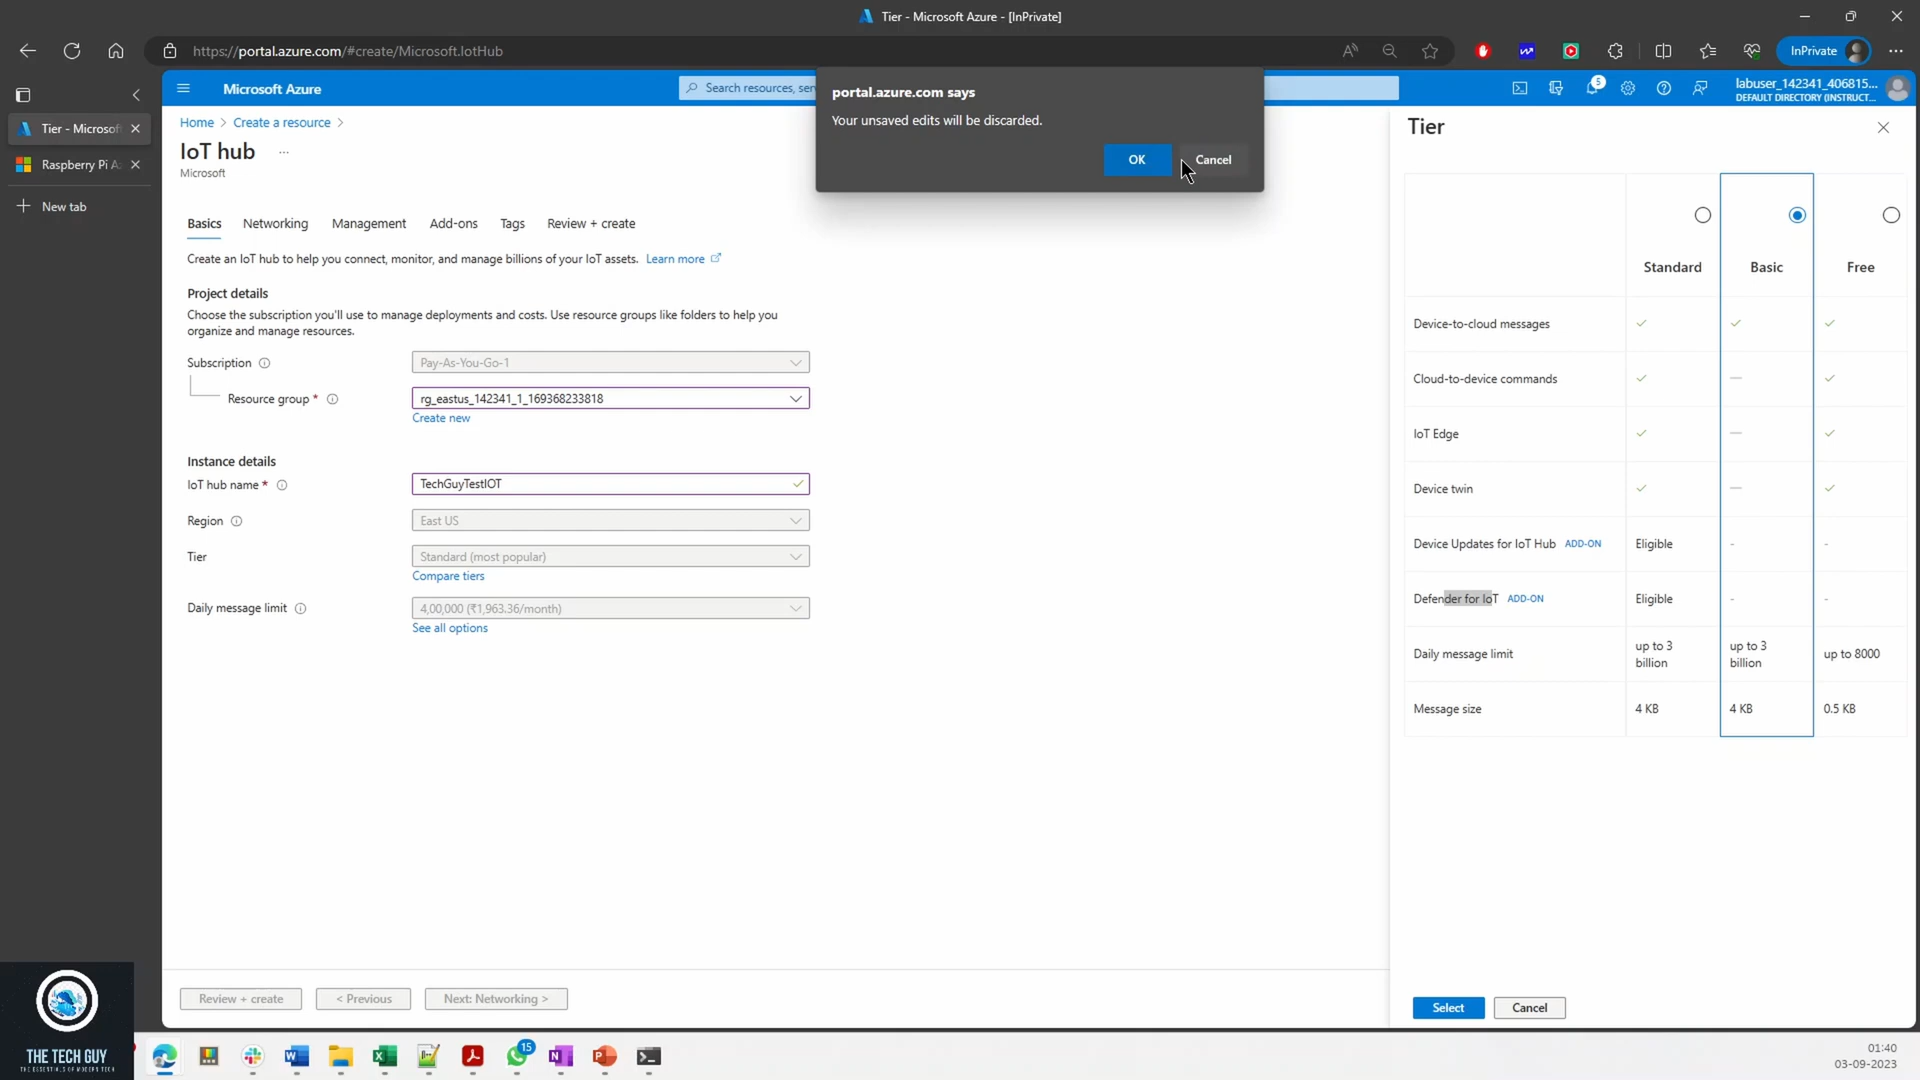 Tier - Microsoft Azure - [InPrivate]
https://portal.azure.com/#create/Microsoft.IotHub
InPrivate
Tier - Microsof
Raspberry Pi A
New tab
Microsoft Azure
Search resources, ser
5
labuser_142341_406815...
DEFAULT DIRECTORY (INSTRUCT...
portal.azure.com says
Your unsaved edits will be discarded.
OK
Cancel
Home > Create a resource >
IoT hub ...
Microsoft
Basics
Networking
Management
Add-ons
Tags
Review + create
Create an IoT hub to help you connect, monitor, and manage billions of your IoT assets. Learn more
Project details
Choose the subscription you'll use to manage deployments and costs. Use resource groups like folders to help you
organize and manage resources.
Subscription
Pay-As-You-Go-1
Resource group *
rg_eastus_142341_1_169368233818
Create new
Instance details
IoT hub name *
TechGuyTestIOT
Region
East US
Tier
Standard (most popular)
Compare tiers
Daily message limit
4,00,000 (₹1,963.36/month)
See all options
Review + create
< Previous
Next: Networking >
Tier
Standard
Basic
Free
Device-to-cloud messages
Cloud-to-device commands
IoT Edge
Device twin
Device Updates for IoT Hub ADD-ON
Eligible
-
-
Defender for IoT ADD-ON
Eligible
-
-
Daily message limit
up to 3
billion
up to 3
billion
up to 8000
Message size
4 KB
4 KB
0.5 KB
Select
Cancel
THE TECH GUY
THE ESSENTIALS OF MODERN TECH
15
01:40
03-09-2023